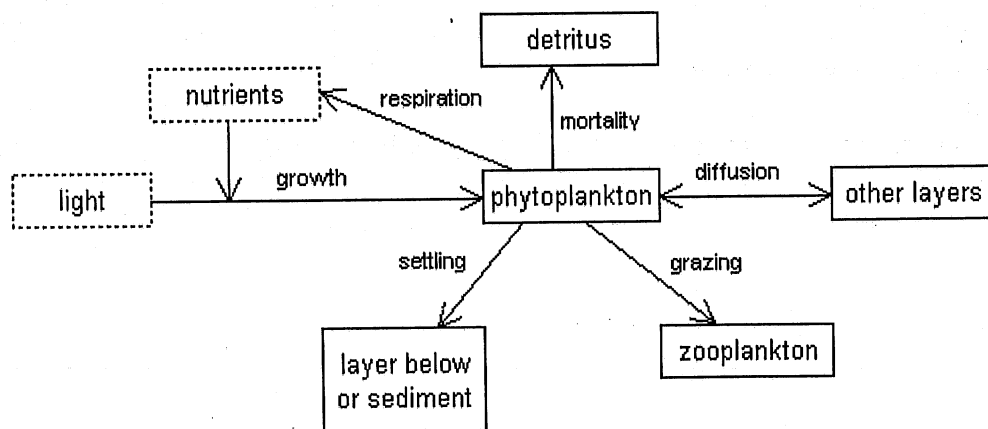 detritus
nutrients
respiration
mortality
light
growth
phytoplankton
diffusion
other layers
settling
grazing
layer below
or sediment
zooplankton